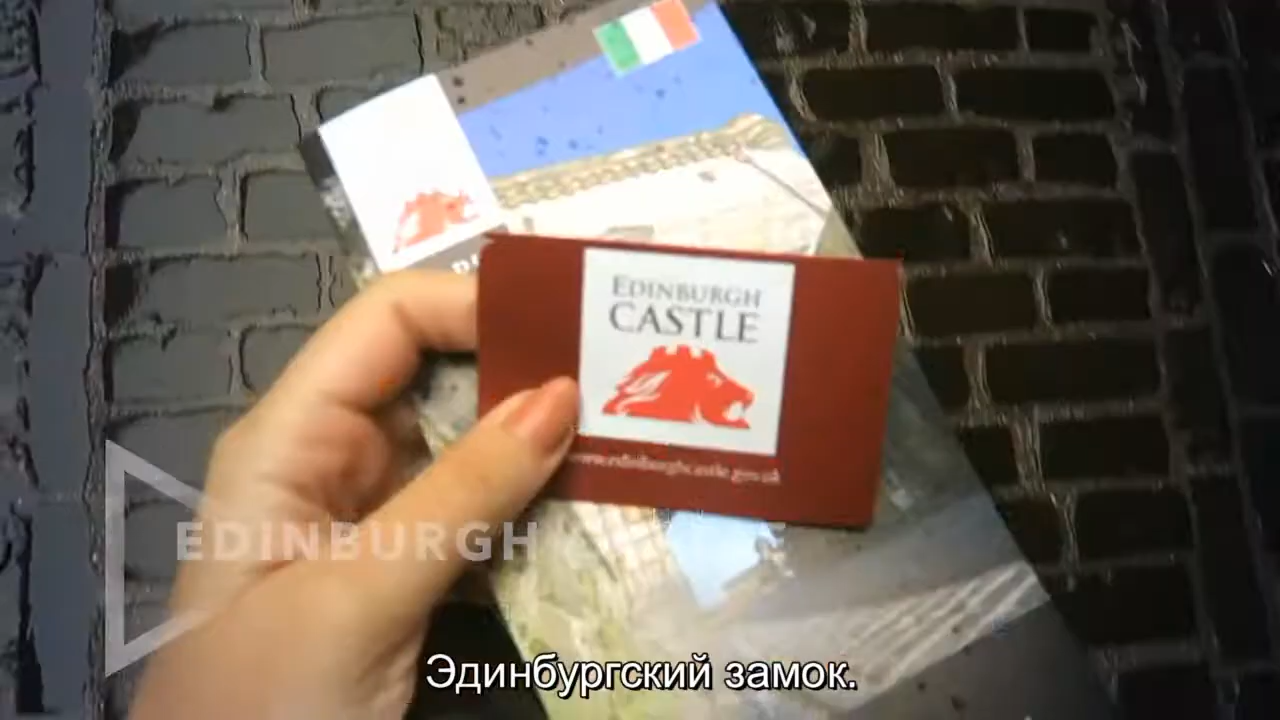 EDINBURGH
CASTLE
www.edinburghcastle.gov.uk
EDINBURGH
Эдинбургский замок.